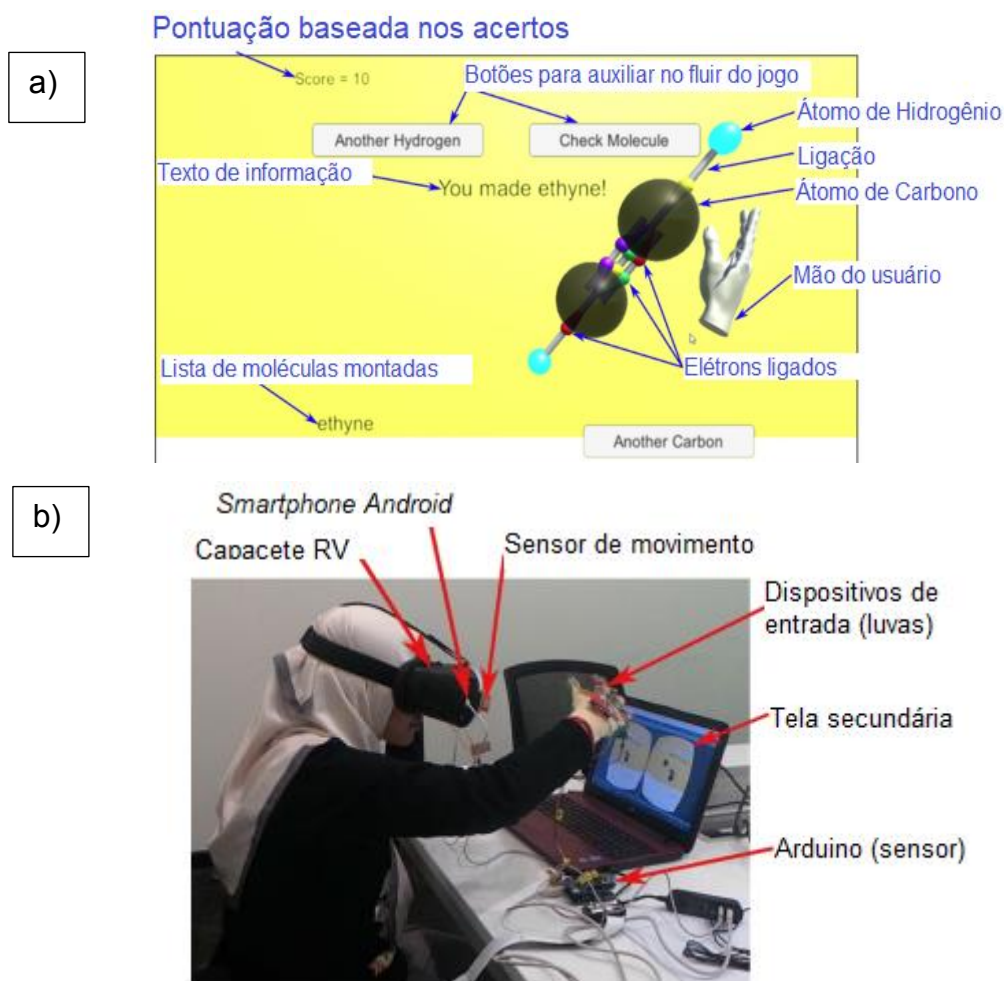 Pontuação baseada nos acertos
a)
Score = 10
Botões para auxiliar no fluir do jogo
Átomo de Hidrogênio
Another Hydrogen
Check Molecule
Ligação
Texto de informação
You made ethyne!
Átomo de Carbono
Mão do usuário
Lista de moléculas montadas
Elétrons ligados
ethyne
Another Carbon
b)
Smartphone Android
Capacete RV
Sensor de movimento
Dispositivos de
entrada (luvas)
Tela secundária
Arduino (sensor)